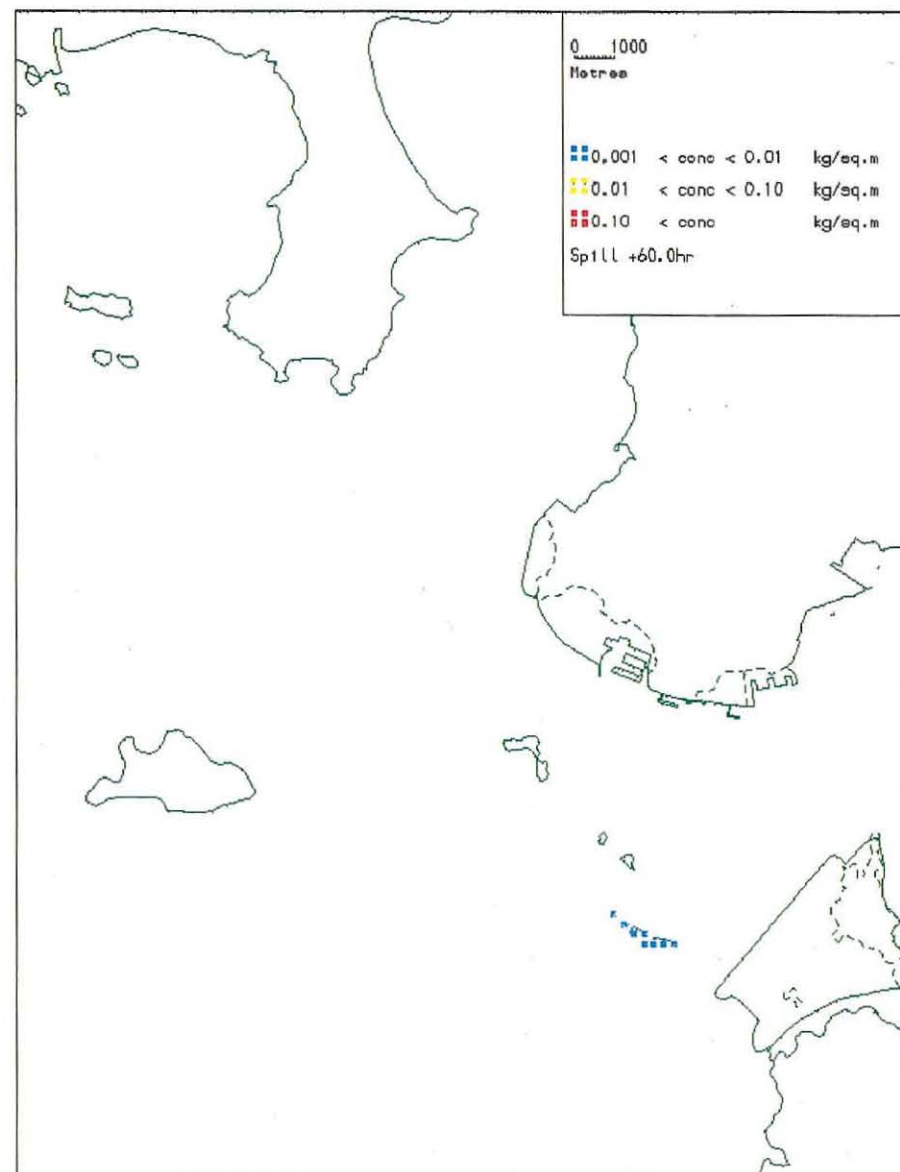 0 1000
Metres
0.001 < conc < 0.01 kg/sq.m
0.01 < conc < 0.10 kg/sq.m
0.10 < conc kg/sq.m
Spill +60.0hr